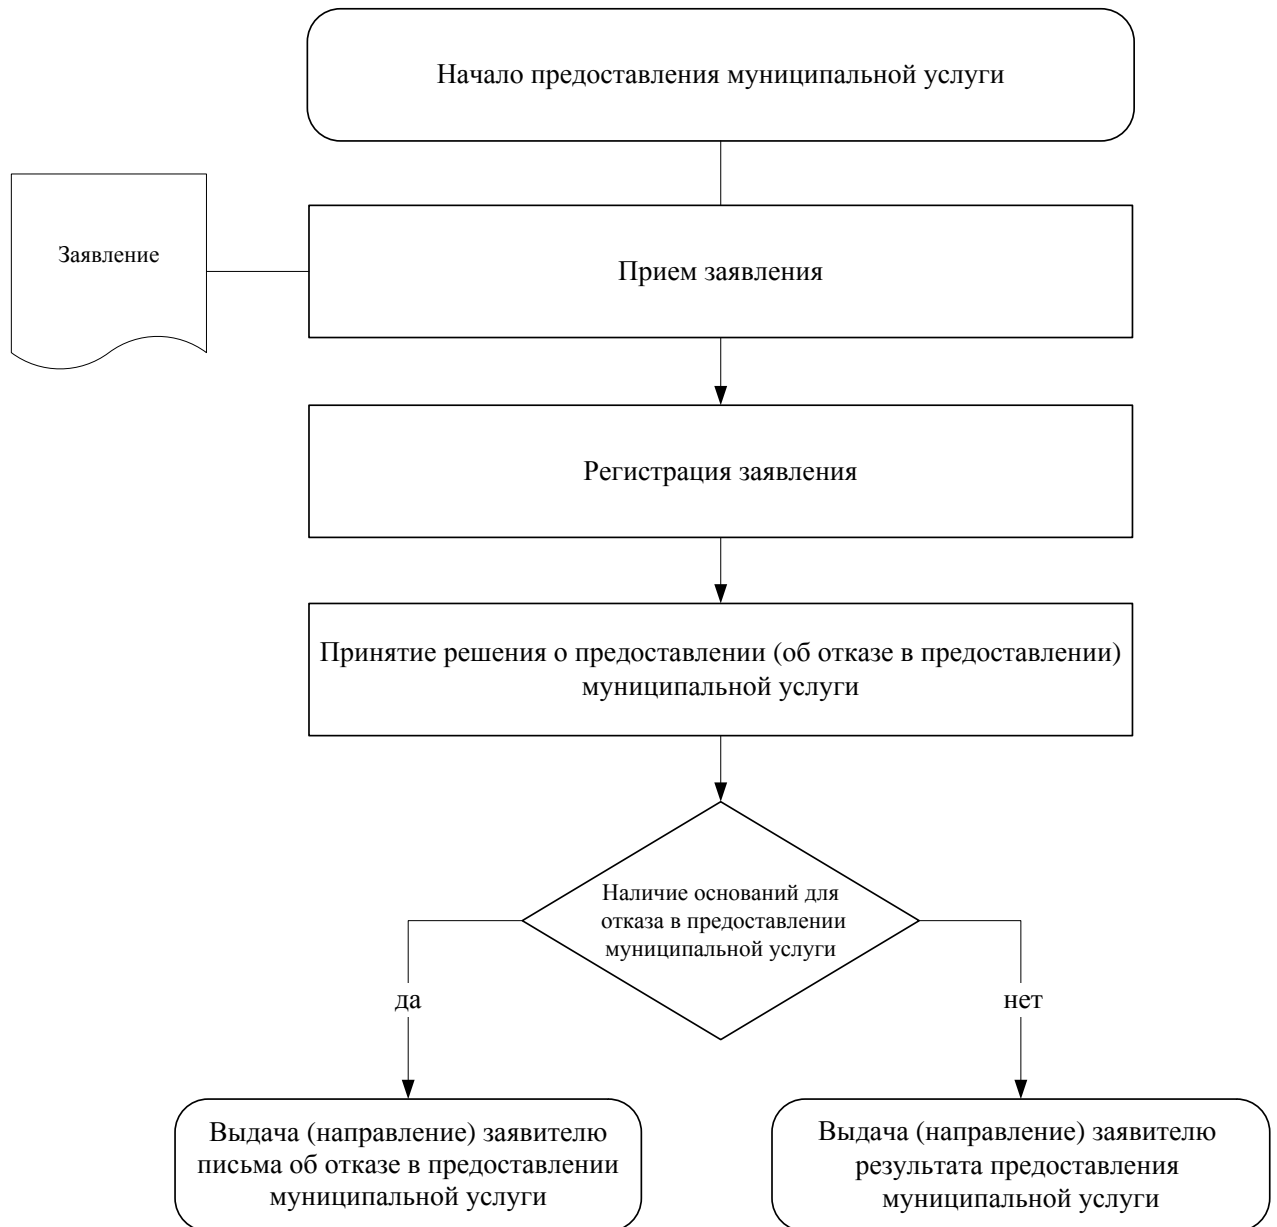 Начало предоставления муниципальной услуги
Заявление
Прием заявления
Регистрация заявления
Принятие решения о предоставлении (об отказе в предоставлении)
муниципальной услуги
Наличие оснований для
отказа в предоставлении
муниципальной услуги
да
нет
Выдача (направление) заявителю
письма об отказе в предоставлении
муниципальной услуги
Выдача (направление) заявителю
результата предоставления
муниципальной услуги